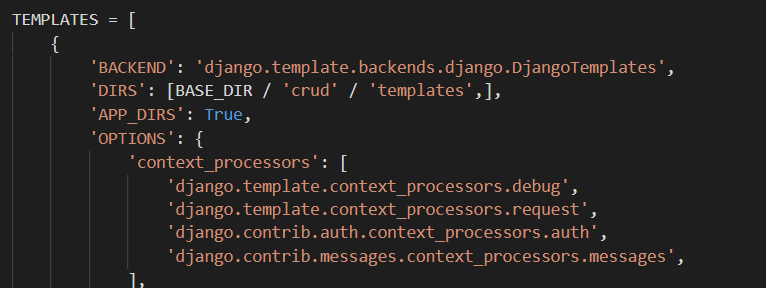 TEMPLATES = [
    {
        'BACKEND': 'django.template.backends.django.DjangoTemplates',
        'DIRS': [BASE_DIR / 'crud' / 'templates',],
        'APP_DIRS': True,
        'OPTIONS': {
            'context_processors': [
                'django.template.context_processors.debug',
                'django.template.context_processors.request',
                'django.contrib.auth.context_processors.auth',
                'django.contrib.messages.context_processors.messages',
            ],